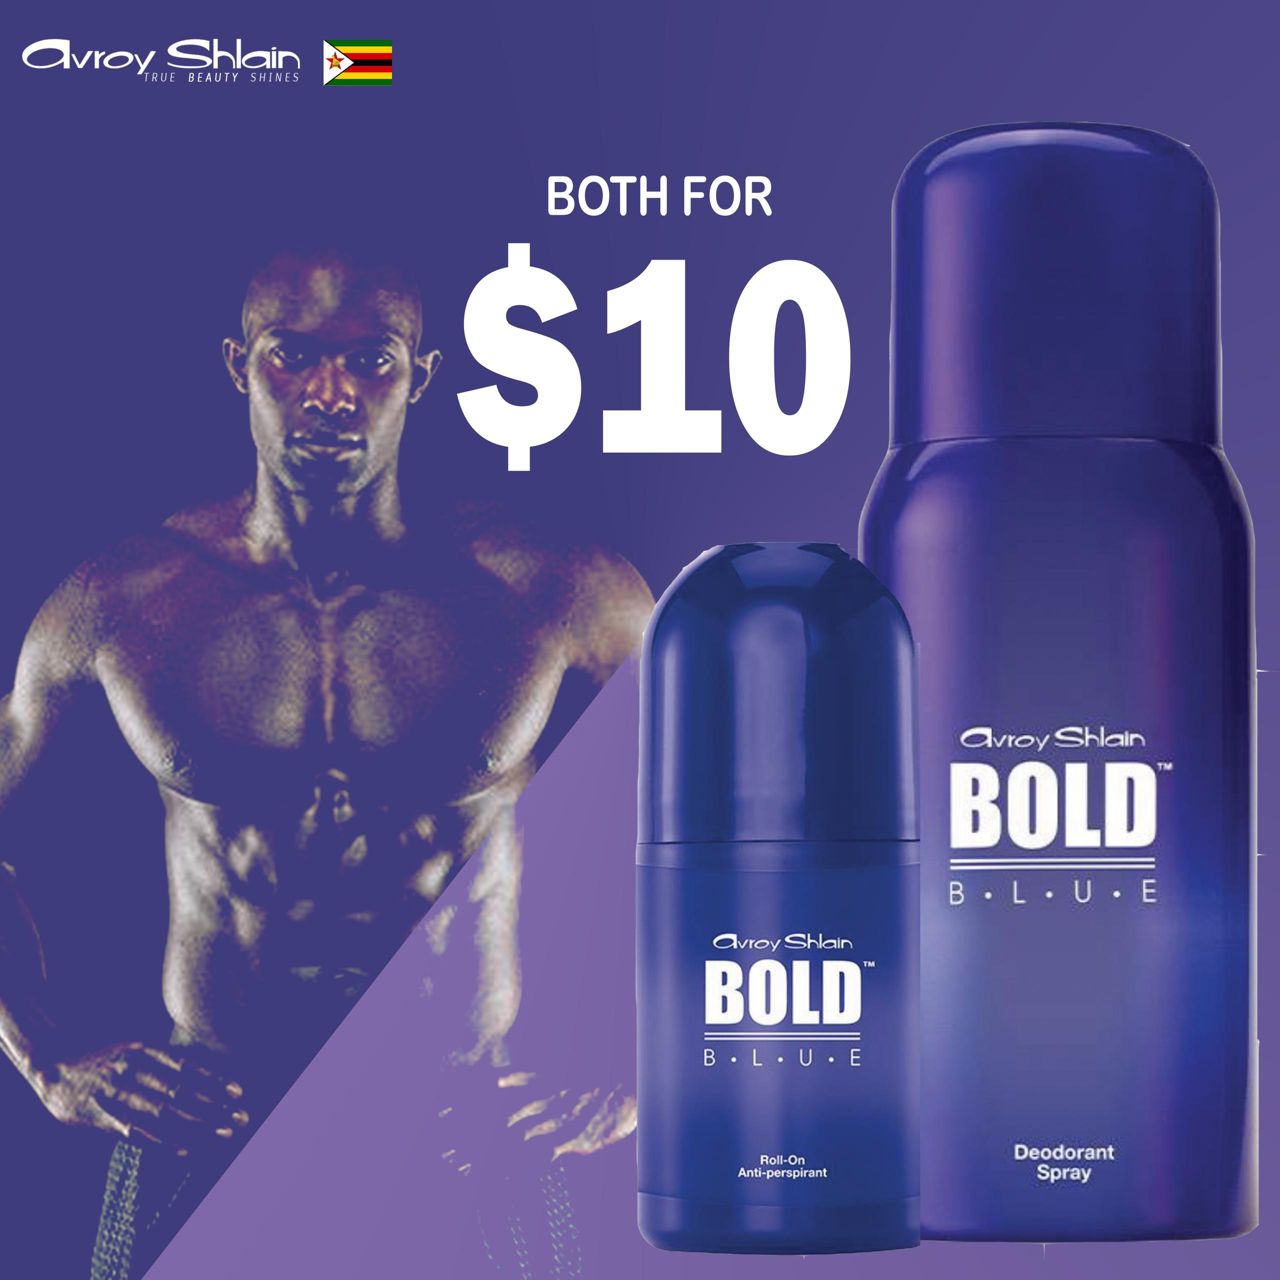 avroy Shlain
TRUE BEAUTY SHINES
BOTH FOR
$10
avroy Shlain
BOLD™
B•L•U•E
Deodorant
Spray
avroy Shlain
BOLD™
B•L•U•E
Roll-On
Anti-perspirant